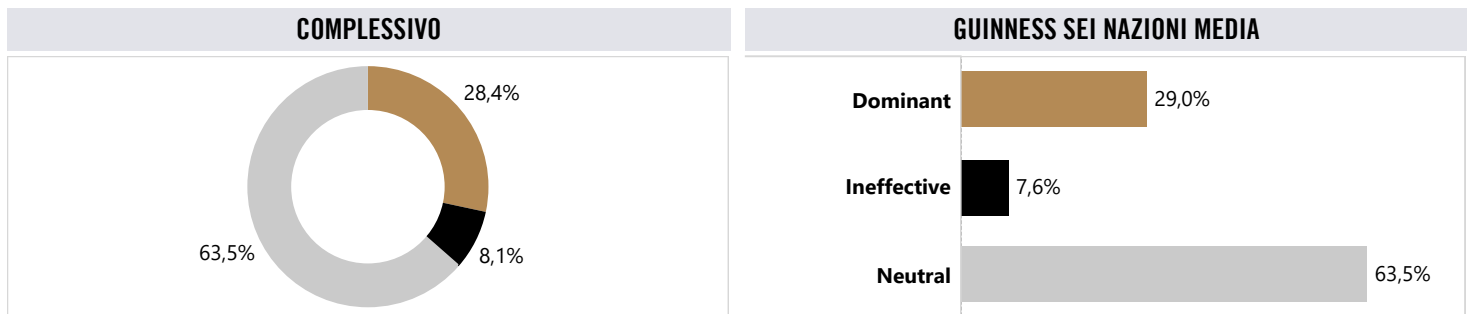 COMPLESSIVO
28,4%
63,5%
8,1%
GUINNESS SEI NAZIONI MEDIA
Dominant 29,0%
Ineffective 7,6%
Neutral 63,5%